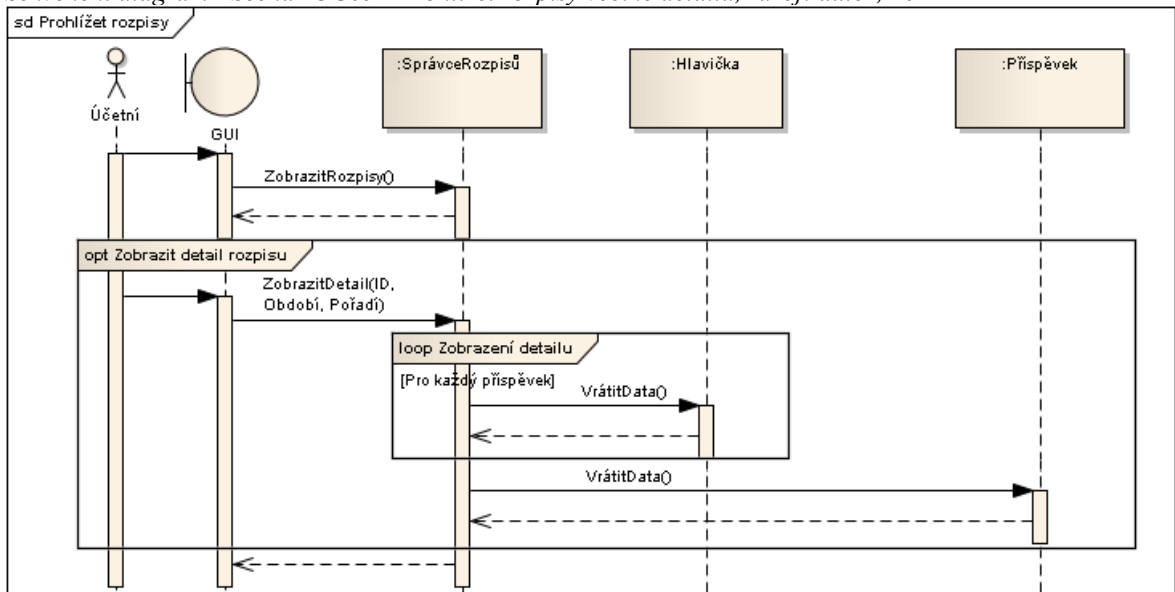 sd Prohlížet rozpisy
:SprávceRozpisů
:Hlavička
:Příspěvek
Účetní
GUI
ZobrazitRozpisy()
opt Zobrazit detail rozpisu
ZobrazitDetail(ID,
Období, Pořadí)
loop Zobrazení detailu
[Pro každý příspěvek]
VrátitData()
VrátitData()